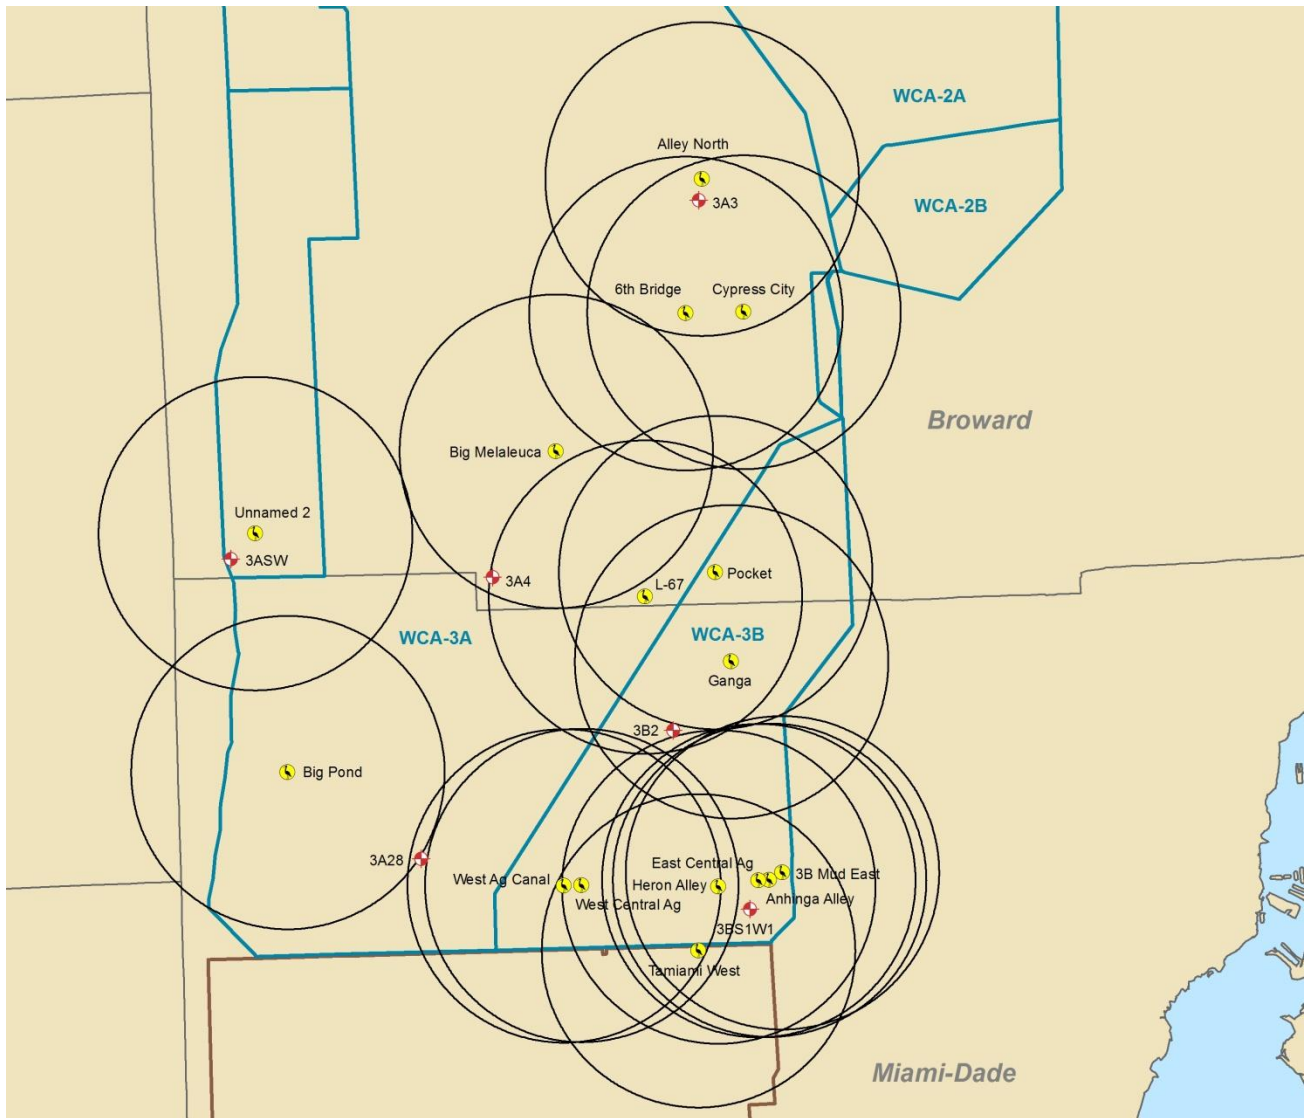 WCA-2A
Alley North
3A3
WCA-2B
6th Bridge
Cypress City
Broward
Big Melaleuca
Unnamed 2
3ASW
3A4
L-67
Pocket
WCA-3A
WCA-3B
Ganga
3B2
Big Pond
3A28
West Ag Canal
West Central Ag
East Central Ag
Heron Alley
3B Mud East
Anhinga Alley
3BS1W1
Tamiami West
Miami-Dade